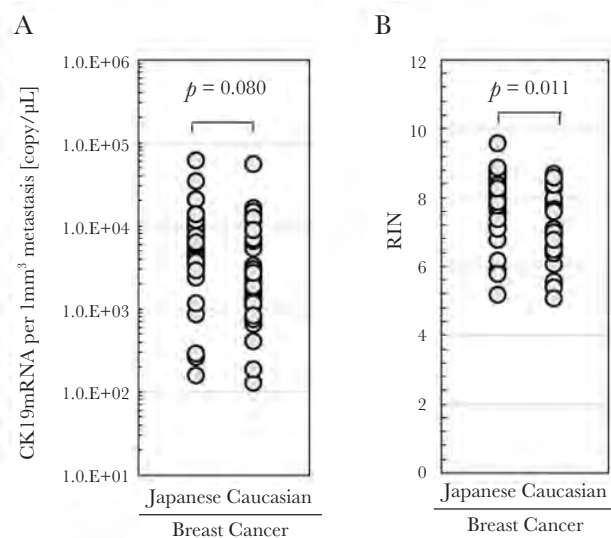 A
CK19mRNA per 1mm³ metastasis [copy/μL]
1.0.E+06
1.0.E+05
1.0.E+04
1.0.E+03
1.0.E+02
1.0.E+01
p = 0.080
Japanese Caucasian
Breast Cancer
B
RIN
12
10
8
6
4
2
0
p = 0.011
Japanese Caucasian
Breast Cancer